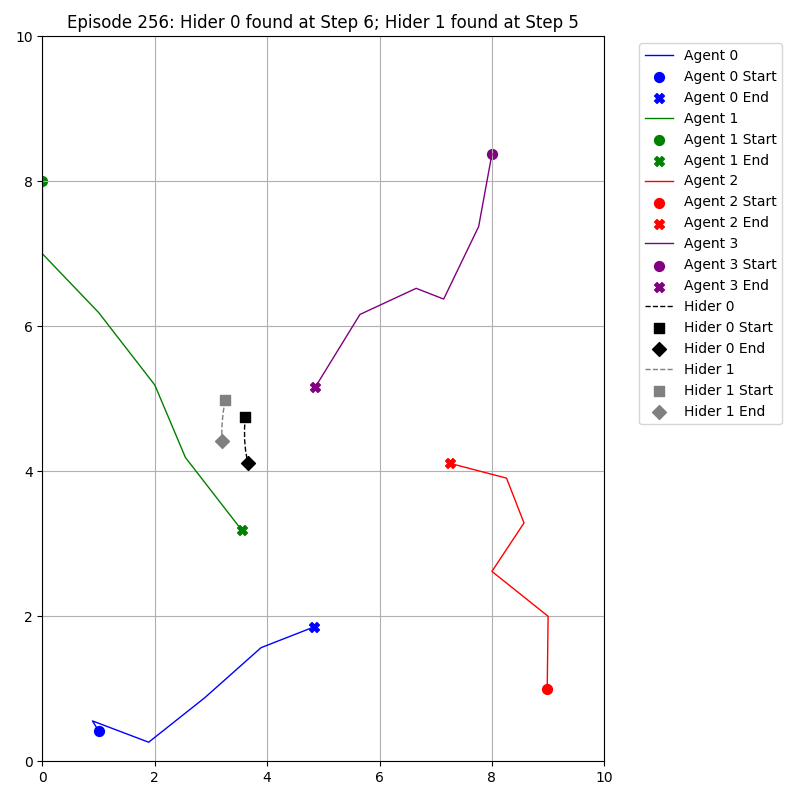 Episode 256: Hider 0 found at Step 6; Hider 1 found at Step 5
10
8
6
4
2
0
0 2 4 6 8 10
Agent 0
Agent 0 Start
Agent 0 End
Agent 1
Agent 1 Start
Agent 1 End
Agent 2
Agent 2 Start
Agent 2 End
Agent 3
Agent 3 Start
Agent 3 End
Hider 0
Hider 0 Start
Hider 0 End
Hider 1
Hider 1 Start
Hider 1 End